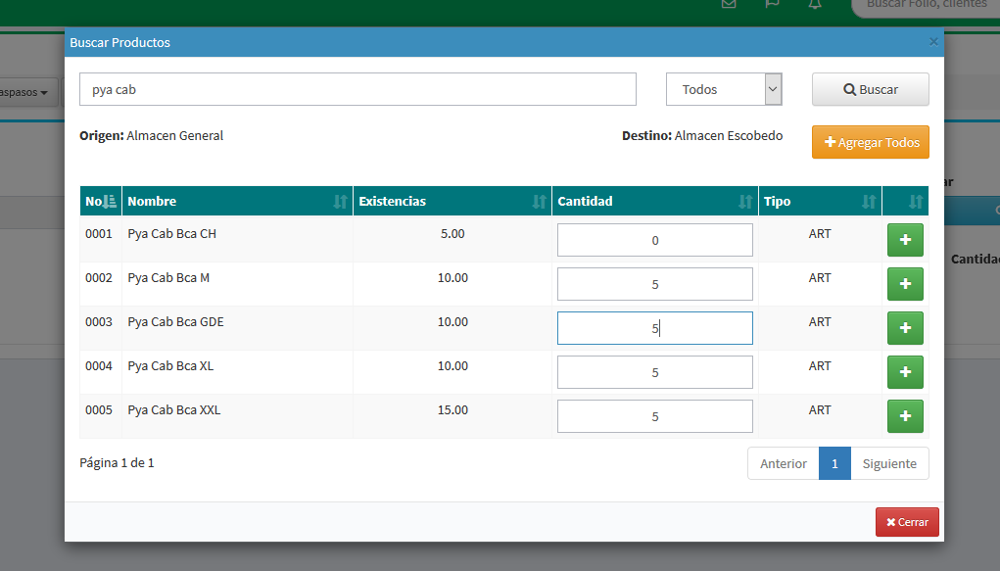 Buscar Folio, clientes
Buscar Productos
×
aspasos
pya cab
Todos
Buscar
Origen: Almacen General
Destino: Almacen Escobedo
Agregar Todos
ar
No. Nombre Existencias Cantidad Tipo
0001 Pya Cab Bca CH 5.00 0 ART
0002 Pya Cab Bca M 10.00 5 ART
Cantidad
0003 Pya Cab Bca GDE 10.00 5 ART
0004 Pya Cab Bca XL 10.00 5 ART
0005 Pya Cab Bca XXL 15.00 5 ART
Página 1 de 1
Anterior 1 Siguiente
Cerrar